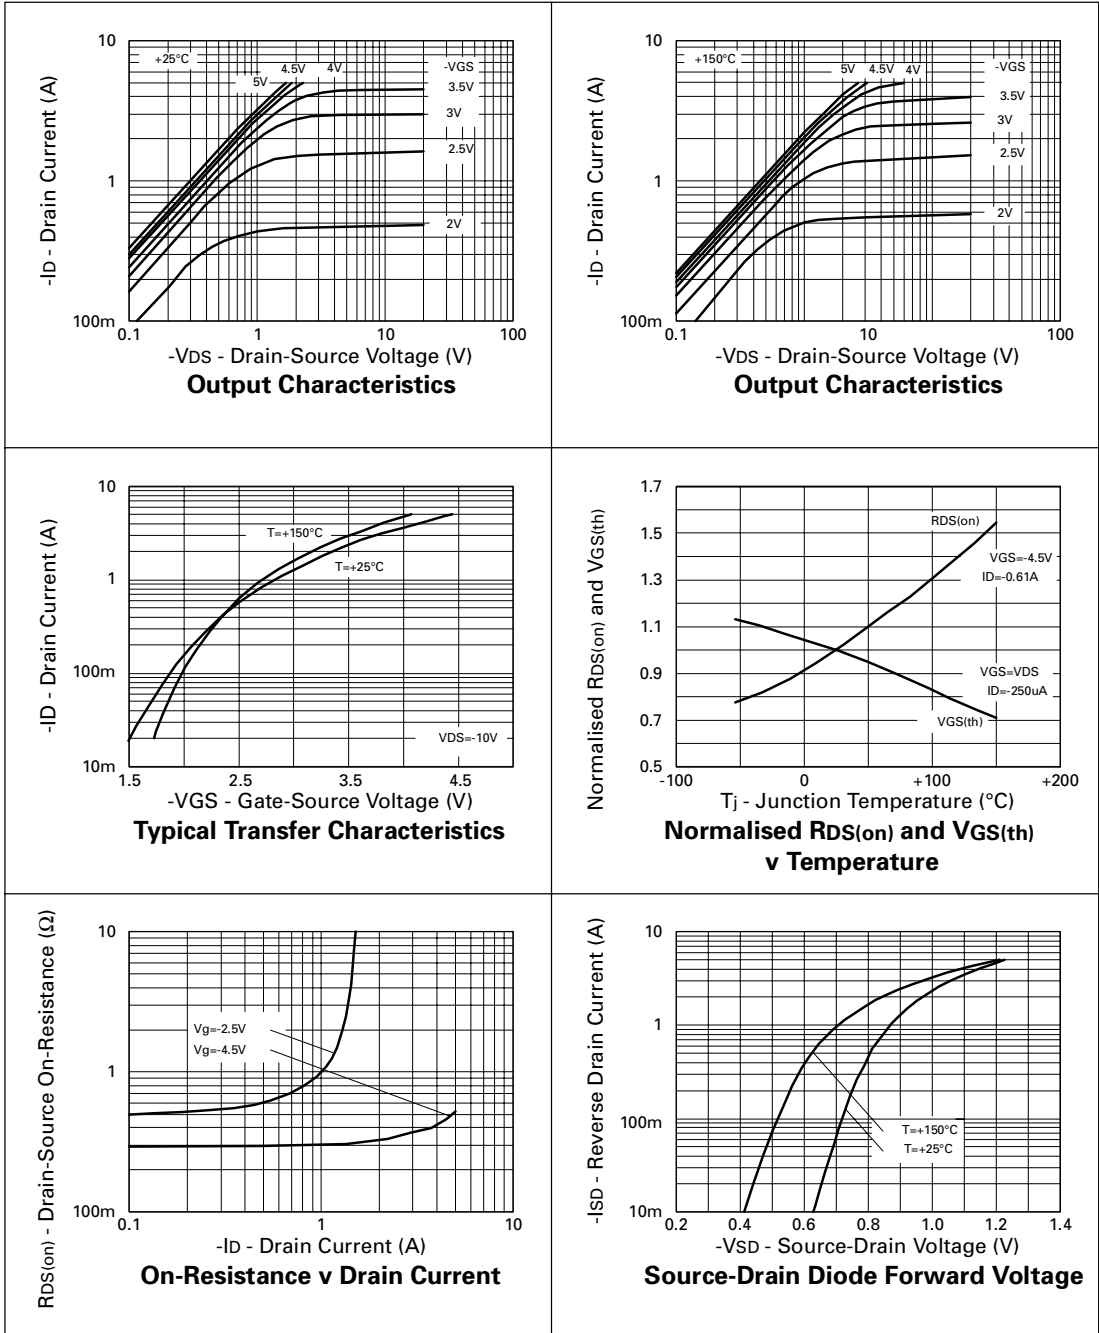 10
+25°C
4.5V
4V
-VGS
5V
3.5V
3V
2.5V
1
2V
100m
0.1
1
10
100
-ID - Drain Current (A)
-VDS - Drain-Source Voltage (V)
Output Characteristics
10
+150°C
5V
4.5V
4V
-VGS
3.5V
3V
2.5V
1
2V
100m
0.1
10
100
-ID - Drain Current (A)
-VDS - Drain-Source Voltage (V)
Output Characteristics
10
T=+150°C
T=+25°C
1
100m
VDS=-10V
10m
1.5
2.5
3.5
4.5
-ID - Drain Current (A)
-VGS - Gate-Source Voltage (V)
Typical Transfer Characteristics
1.7
RDS(on)
1.5
VGS=-4.5V
ID=-0.61A
1.3
1.1
0.9
VGS=VDS
ID=-250uA
0.7
VGS(th)
0.5
-100
0
+100
+200
Normalised RDS(on) and VGS(th)
Tj - Junction Temperature (°C)
Normalised RDS(on) and VGS(th)
v Temperature
10
Vg=-2.5V
Vg=-4.5V
1
100m
0.1
1
10
RDS(on) - Drain-Source On-Resistance (Ω)
-ID - Drain Current (A)
On-Resistance v Drain Current
10
1
100m
T=+150°C
T=+25°C
10m
0.2
0.4
0.6
0.8
1.0
1.2
1.4
-ISD - Reverse Drain Current (A)
-VSD - Source-Drain Voltage (V)
Source-Drain Diode Forward Voltage